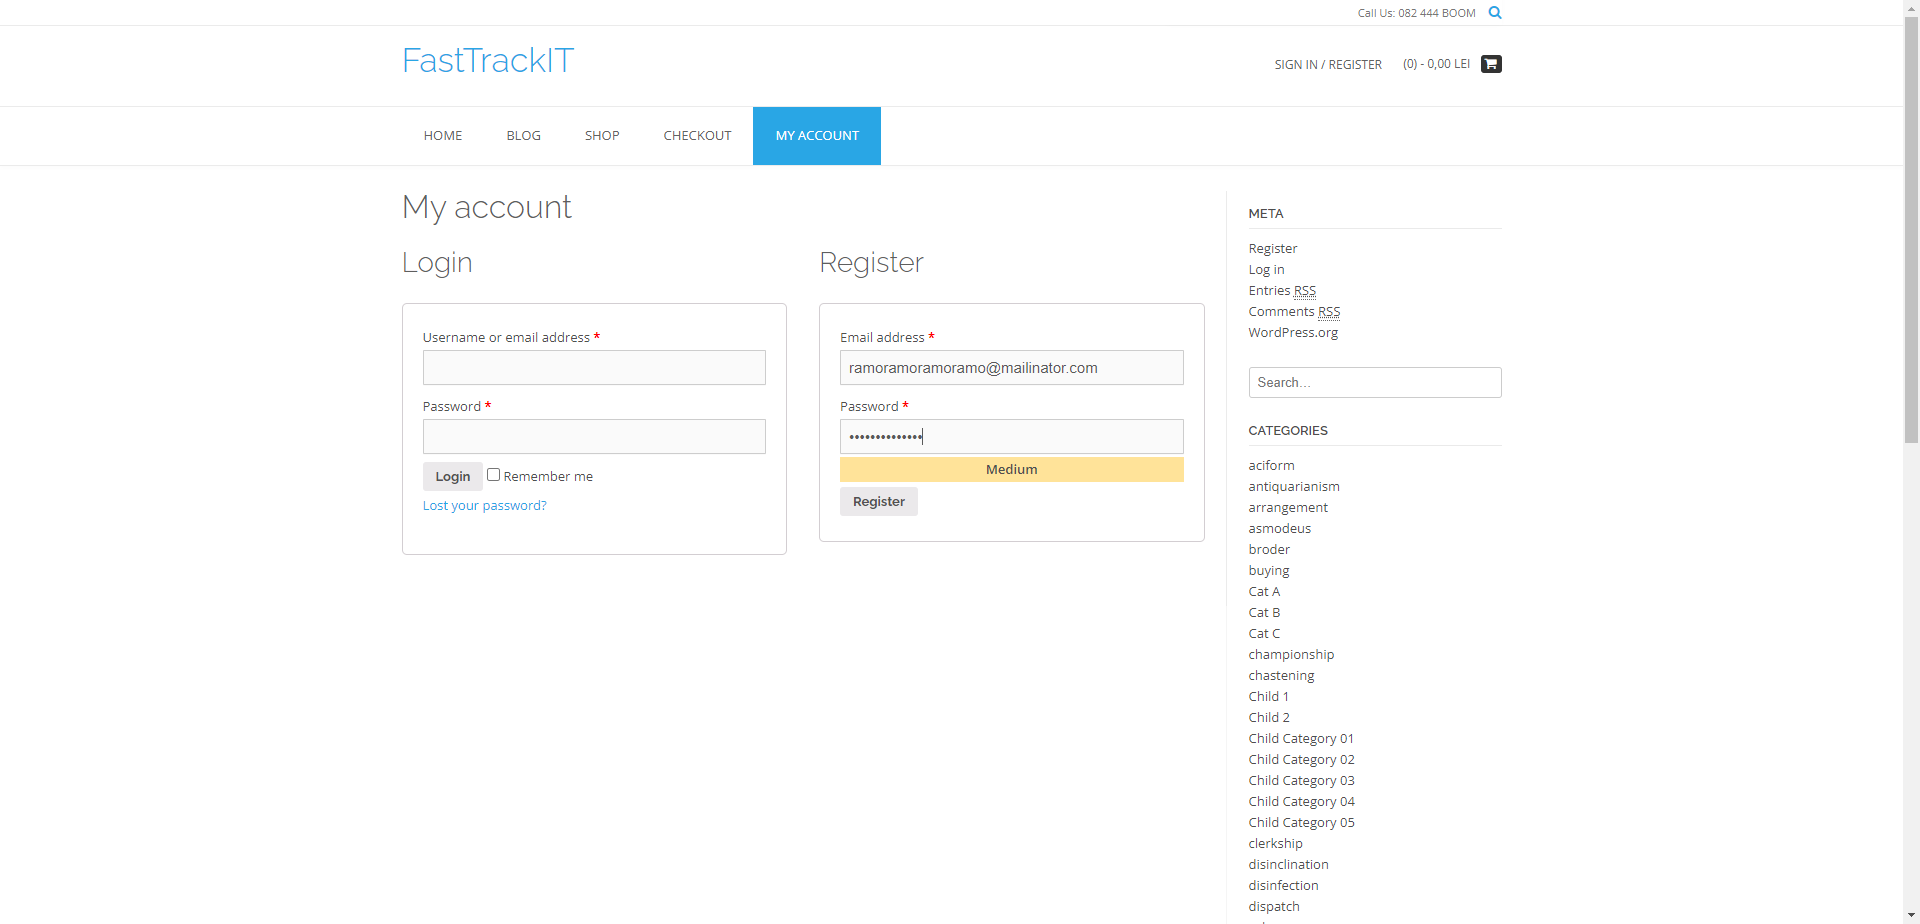 Call Us: 082 444 BOOM
FastTrackIT
SIGN IN / REGISTER
(0) - 0,00 LEI
HOME
BLOG
SHOP
CHECKOUT
MY ACCOUNT
My account
Login
Username or email address *
Password *
Login
Remember me
Lost your password?
Register
Email address *
ramoramoramoramo@mailinator.com
Password *
••••••••••••••
Medium
Register
META
Register
Log in
Entries RSS
Comments RSS
WordPress.org
Search…
CATEGORIES
aciform
antiquarianism
arrangement
asmodeus
broder
buying
Cat A
Cat B
Cat C
championship
chastening
Child 1
Child 2
Child Category 01
Child Category 02
Child Category 03
Child Category 04
Child Category 05
clerkship
disinclination
disinfection
dispatch